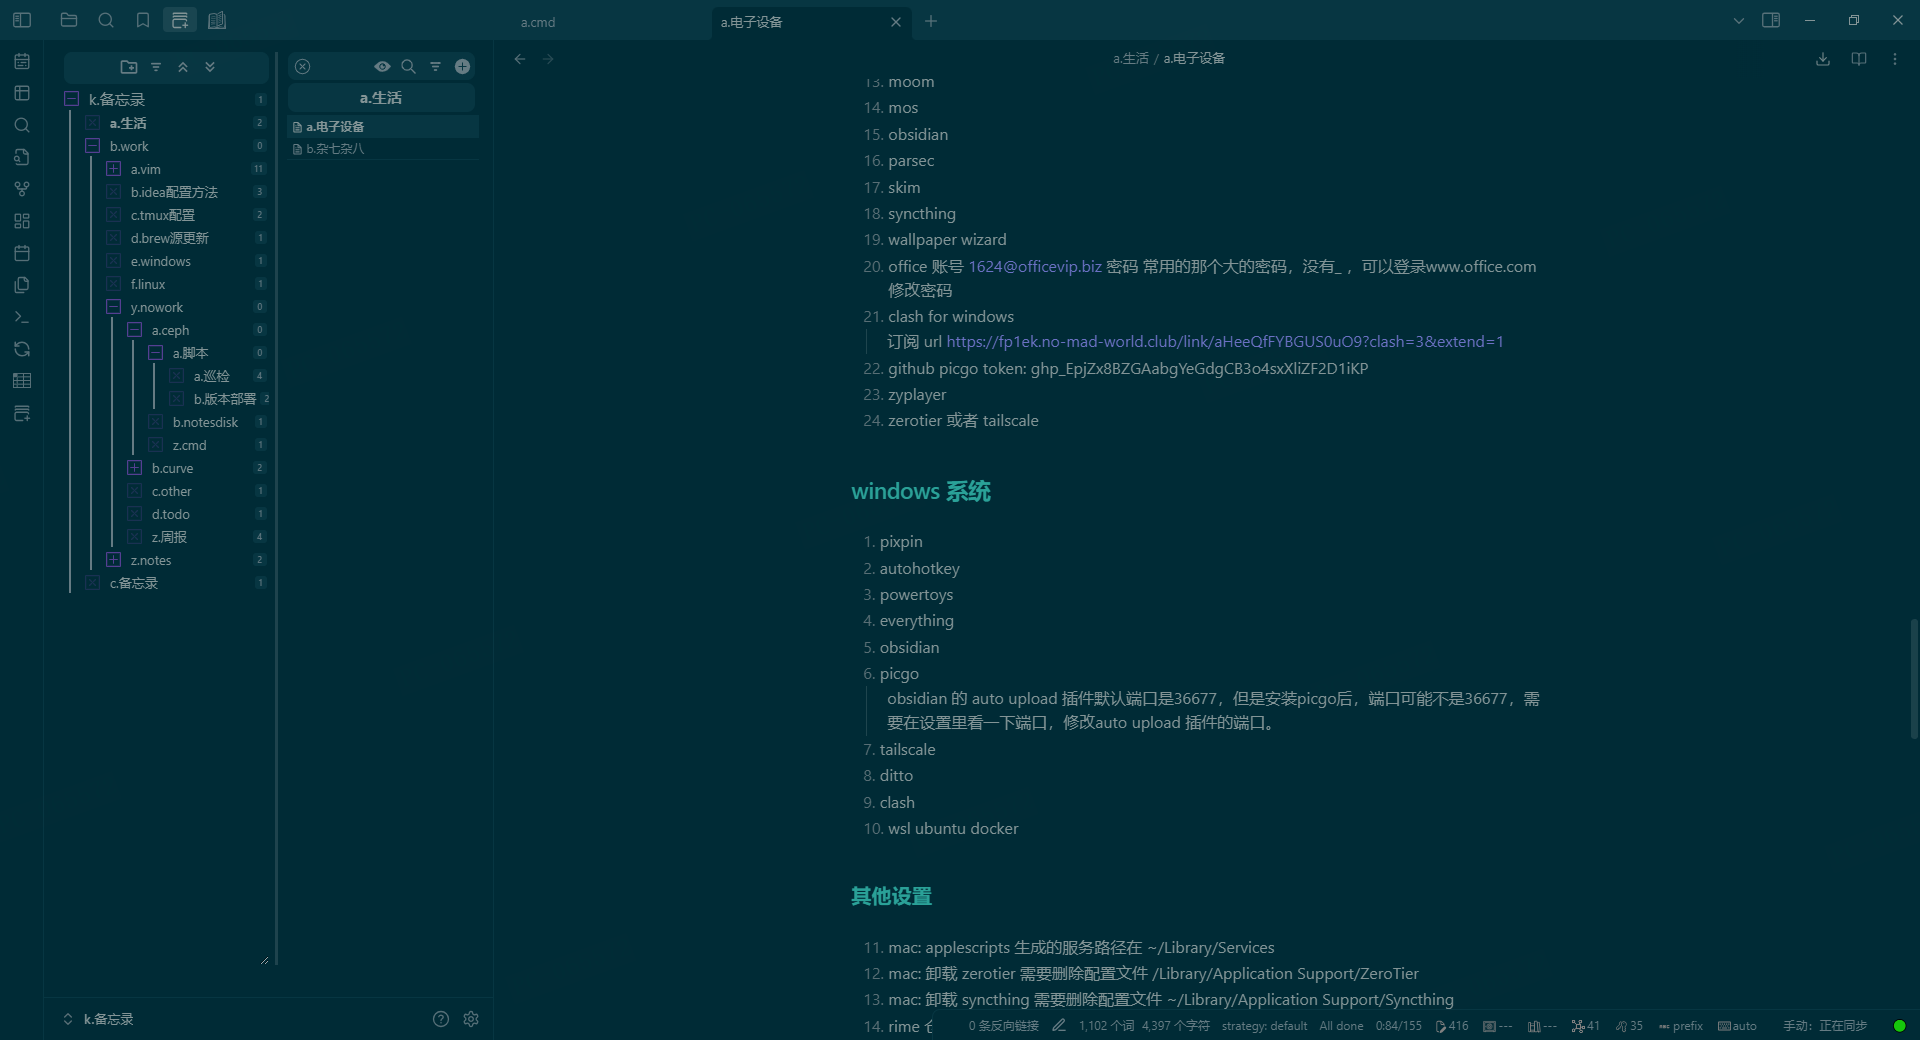 a.cmd
a.电子设备
a.生活 / a.电子设备
k.备忘录 1
a.生活 2
b.work 0
a.vim 11
b.idea配置方法 3
c.tmux配置 2
d.brew源更新 1
e.windows 1
f.linux 1
y.nowork 0
a.ceph 0
a.脚本 0
a.巡检 4
b.版本部署 2
b.notesdisk 1
z.cmd 1
b.curve 2
c.other 1
d.todo 1
z.周报 4
z.notes 2
c.备忘录 1
k.备忘录
a.生活
a.电子设备
b.杂七杂八
13. moom
14. mos
15. obsidian
16. parsec
17. skim
18. syncthing
19. wallpaper wizard
20. office 账号 1624@officevip.biz 密码 常用的那个大的密码，没有_ ，可以登录www.office.com
修改密码
21. clash for windows
订阅 url https://fp1ek.no-mad-world.club/link/aHeeQfFYBGUS0uO9?clash=3&extend=1
22. github picgo token: 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
23. zyplayer
24. zerotier 或者 tailscale
windows 系统
1. pixpin
2. autohotkey
3. powertoys
4. everything
5. obsidian
6. picgo
obsidian 的 auto upload 插件默认端口是36677，但是安装picgo后，端口可能不是36677，需
要在设置里看一下端口，修改auto upload 插件的端口。
7. tailscale
8. ditto
9. clash
10. wsl ubuntu docker
其他设置
11. mac: applescripts 生成的服务路径在 ~/Library/Services
12. mac: 卸载 zerotier 需要删除配置文件 /Library/Application Support/ZeroTier
13. mac: 卸载 syncthing 需要删除配置文件 ~/Library/Application Support/Syncthing
14. rime
0 条反向链接 1,102 个词 4,397 个字符 strategy: default All done 0:84/155 416 --- --- 41 35 prefix auto 手动：正在同步